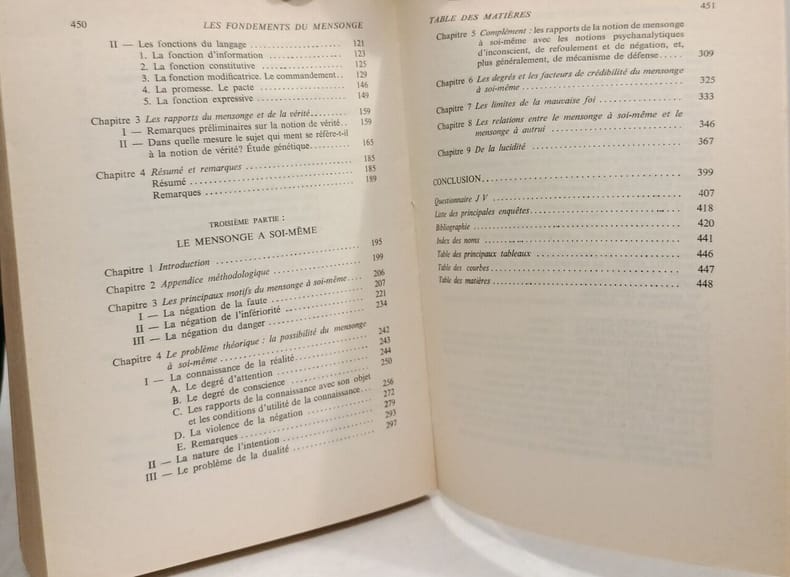 450 LES FONDEMENTS DU MENSONGE
II — Les fonctions du langage 121
1. La fonction d'information 123
2. La fonction constitutive 125
3. La fonction modificatrice. Le commandement.. 129
4. La promesse. Le pacte 146
5. La fonction expressive 149
Chapitre 3 Les rapports du mensonge et de la vérité 159
I — Remarques préliminaires sur la notion de vérité.. 159
II — Dans quelle mesure le sujet qui ment se réfère-t-il
à la notion de vérité? Étude génétique. 165
Chapitre 4 Résumé et remarques 185
Résumé 185
Remarques 189
TROISIÈME PARTIE :
LE MENSONGE A SOI-MÊME
Chapitre 1 Introduction 195
Chapitre 2 Appendice méthodologique 199
Chapitre 3 Les principaux motifs du mensonge à soi-même 206
I — La négation de la faute 207
II — La négation de l'infériorité 221
III — La négation du danger 234
Chapitre 4 Le problème théorique : la possibilité du mensonge
à soi-même 242
I — La connaissance de la réalité 243
A. Le degré d'attention 244
B. Le degré de conscience 250
C. Les rapports de la connaissance avec son objet
et les conditions d'utilité de la connaissance 256
D. La violence de la négation 272
E. Remarques 279
II — La nature de l'intention 293
III — Le problème de la dualité 297
TABLE DES MATIÈRES 451
Chapitre 5 Complément : les rapports de la notion de mensonge
à soi-même avec les notions psychanalytiques
d'inconscient, de refoulement et de négation, et,
plus généralement, de mécanisme de défense 309
Chapitre 6 Les degrés et les facteurs de crédibilité du mensonge
à soi-même 325
Chapitre 7 Les limites de la mauvaise foi 333
Chapitre 8 Les relations entre le mensonge à soi-même et le
mensonge à autrui 346
Chapitre 9 De la lucidité 367
CONCLUSION 399
Questionnaire J V 407
Liste des principales enquêtes 418
Bibliographie 420
Index des noms 441
Table des principaux tableaux 446
Table des courbes 447
Table des matières 448